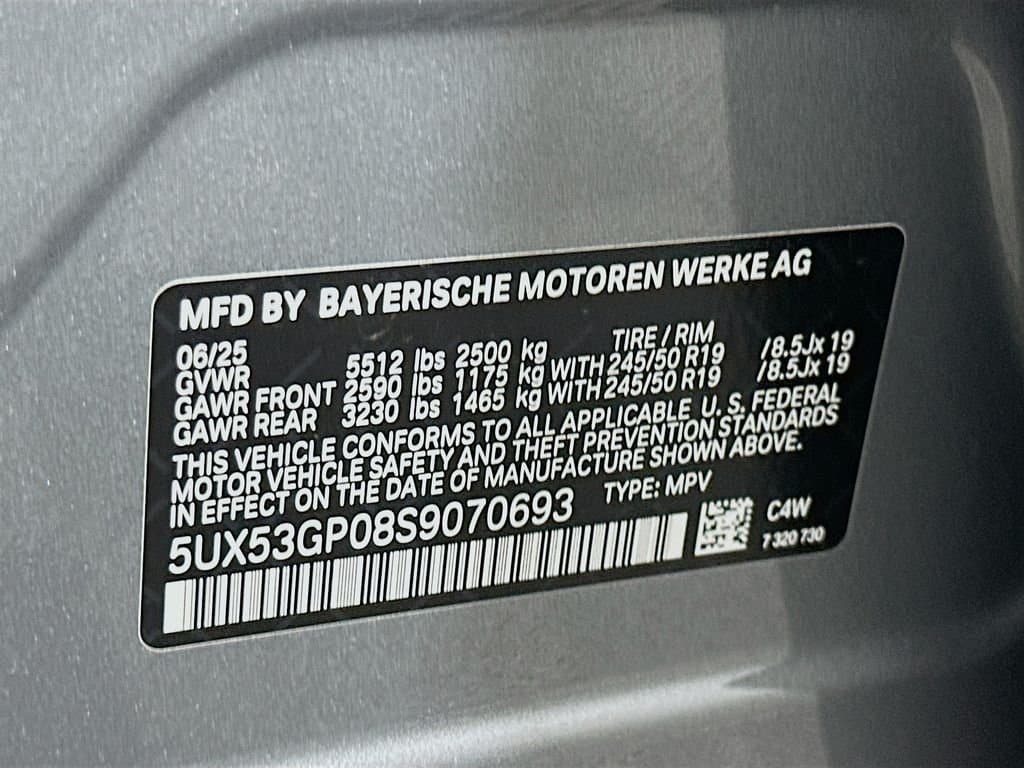 MFD BY BAYERISCHE MOTOREN WERKE AG
06/25 TIRE / RIM
GVWR 5512 lbs 2500 kg
GAWR FRONT 2590 lbs 1175 kg WITH 245/50 R19 /8.5Jx 19
GAWR REAR 3230 lbs 1465 kg WITH 245/50 R19 /8.5Jx 19
THIS VEHICLE CONFORMS TO ALL APPLICABLE U. S. FEDERAL
MOTOR VEHICLE SAFETY AND THEFT PREVENTION STANDARDS
IN EFFECT ON THE DATE OF MANUFACTURE SHOWN ABOVE.
5UX53GP08S9070693 TYPE: MPV
C4W
7 320 730